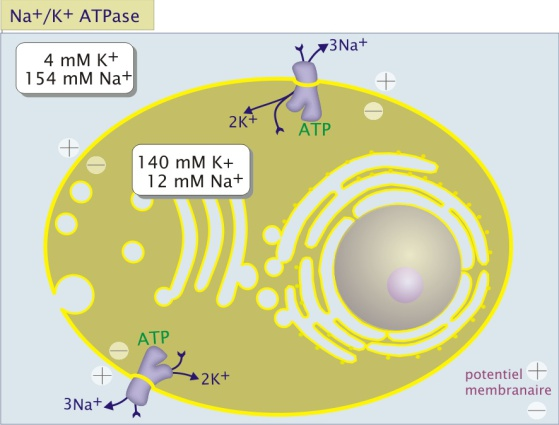 Na⁺/K⁺ ATPase
4 mM K⁺
154 mM Na⁺
3Na⁺
2K⁺
ATP
140 mM K+
12 mM Na⁺
ATP
2K⁺
3Na⁺
potentiel
membranaire